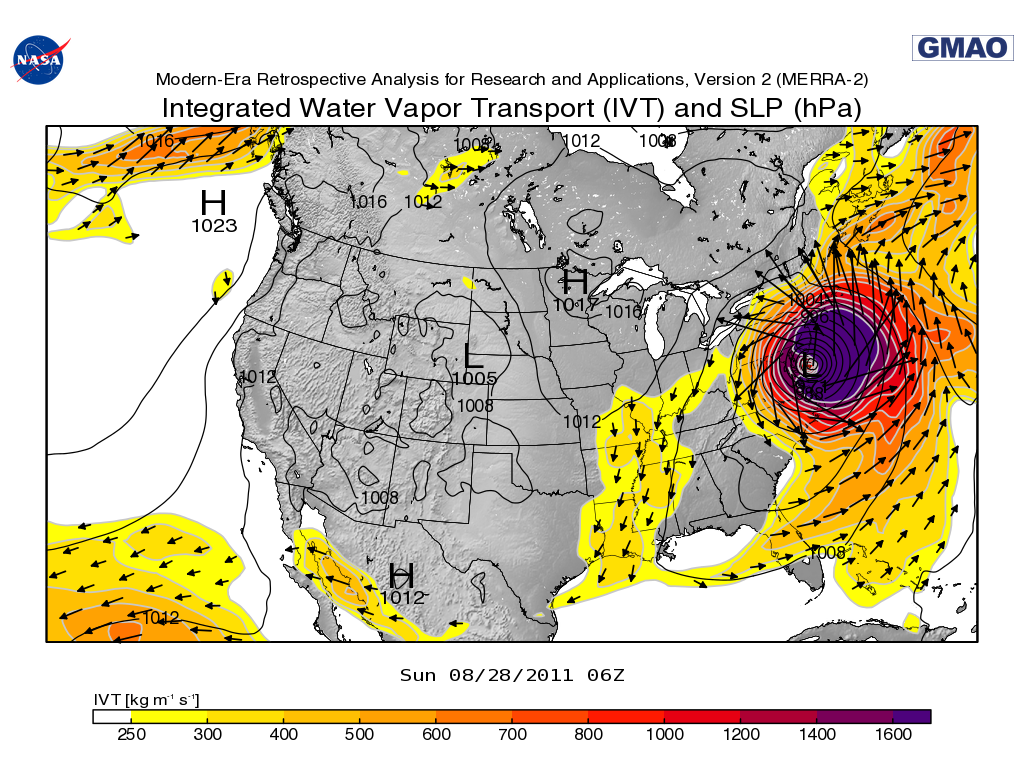 NASA
GMAO
Modern-Era Retrospective Analysis for Research and Applications, Version 2 (MERRA-2)
Integrated Water Vapor Transport (IVT) and SLP (hPa)
1016
1008
1012
1008
1016
1012
H
1023
H
1017
1016
1004
L
1005
1008
1012
1012
L
1008
1008
H
1012
1012
Sun 08/28/2011 06Z
IVT [kg m⁻¹ s⁻¹]
250 300 400 500 600 700 800 1000 1200 1400 1600